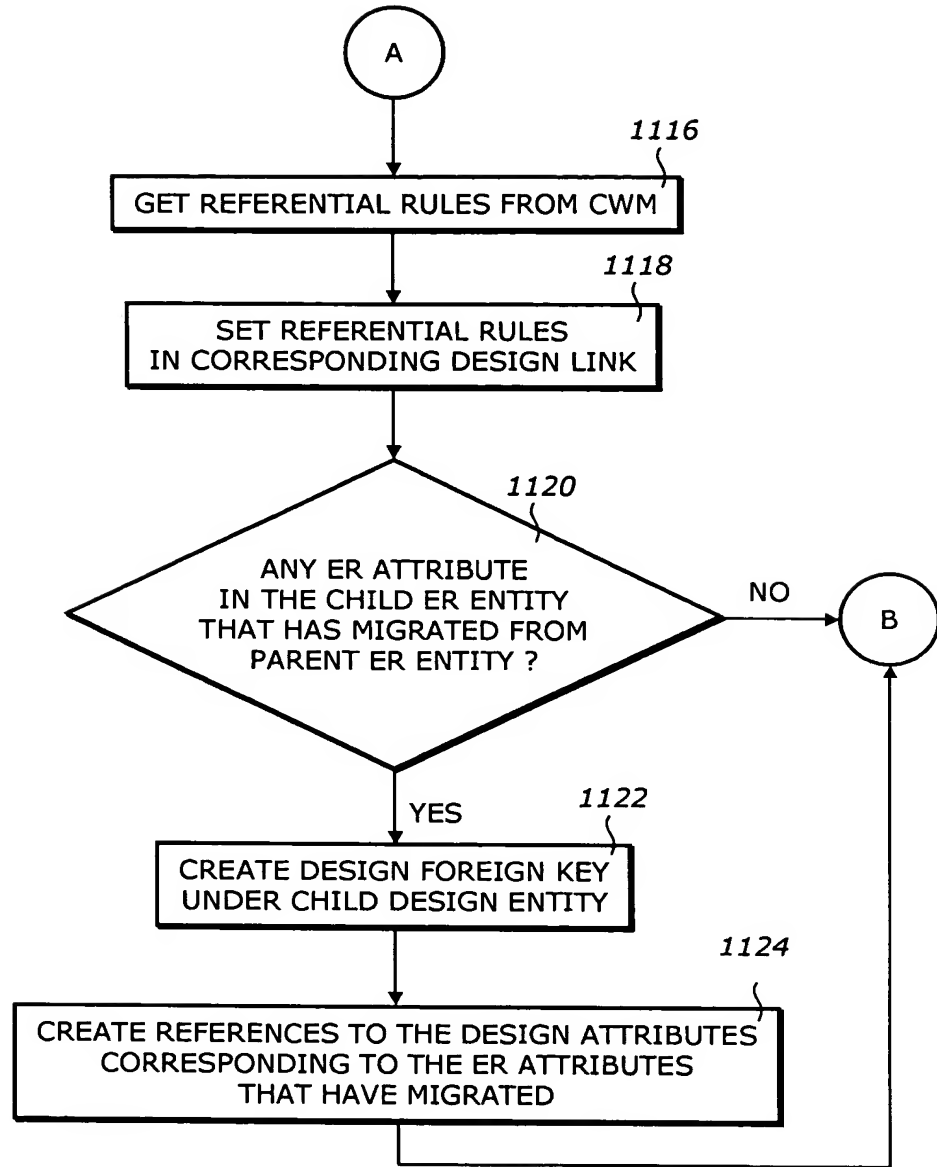 A
1116
GET REFERENTIAL RULES FROM CWM
1118
SET REFERENTIAL RULES
IN CORRESPONDING DESIGN LINK
1120
ANY ER ATTRIBUTE
IN THE CHILD ER ENTITY
THAT HAS MIGRATED FROM
PARENT ER ENTITY ?
NO
B
YES
1122
CREATE DESIGN FOREIGN KEY
UNDER CHILD DESIGN ENTITY
1124
CREATE REFERENCES TO THE DESIGN ATTRIBUTES
CORRESPONDING TO THE ER ATTRIBUTES
THAT HAVE MIGRATED